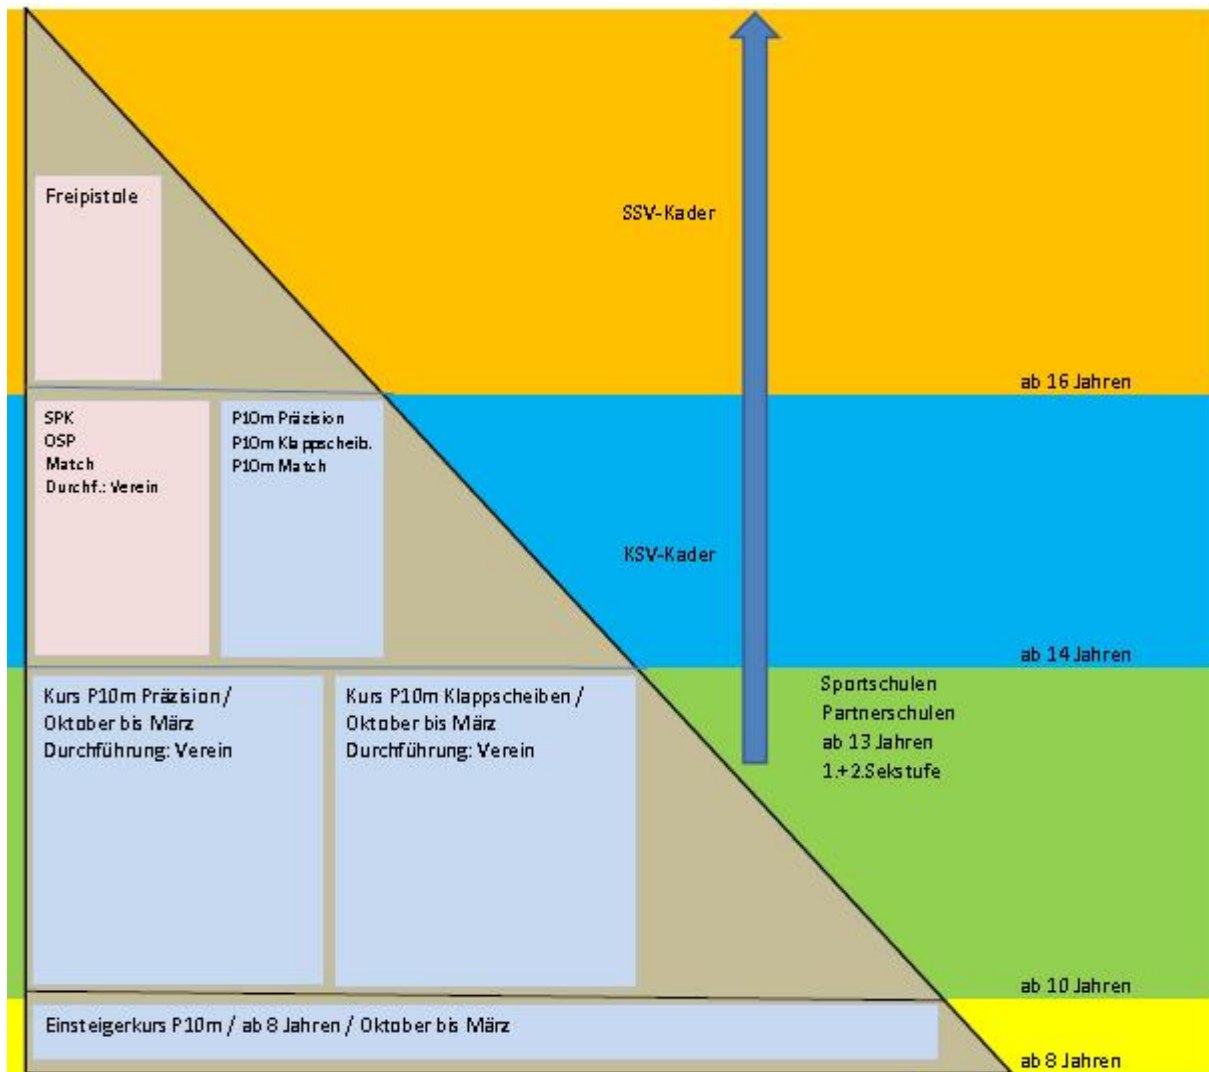 Freipistole
SSV-Kader
ab 16 Jahren
SPK
OSP
Match
Durchf.: Verein
P10m Präzision
P10m Klappscheib.
P10m Match
KSV-Kader
ab 14 Jahren
Kurs P10m Präzision /
Oktober bis März
Durchführung: Verein
Kurs P10m Klappscheiben /
Oktober bis März
Durchführung: Verein
Sportschulen
Partnerschulen
ab 13 Jahren
1.+2.Sekstufe
ab 10 Jahren
Einsteigerkurs P10m / ab 8 Jahren / Oktober bis März
ab 8 Jahren